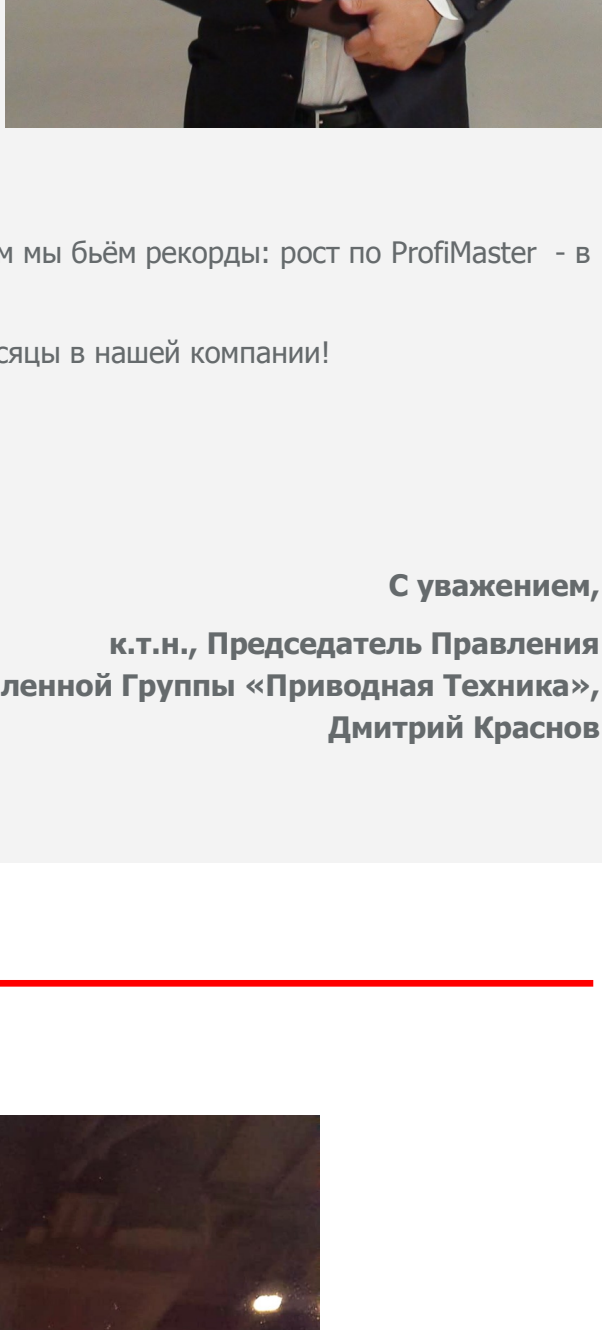 м мы бьём рекорды: рост по ProfiMaster - в
сяцы в нашей компании!
С уважением,
к.т.н., Председатель Правления
ленной Группы «Приводная Техника»,
Дмитрий Краснов